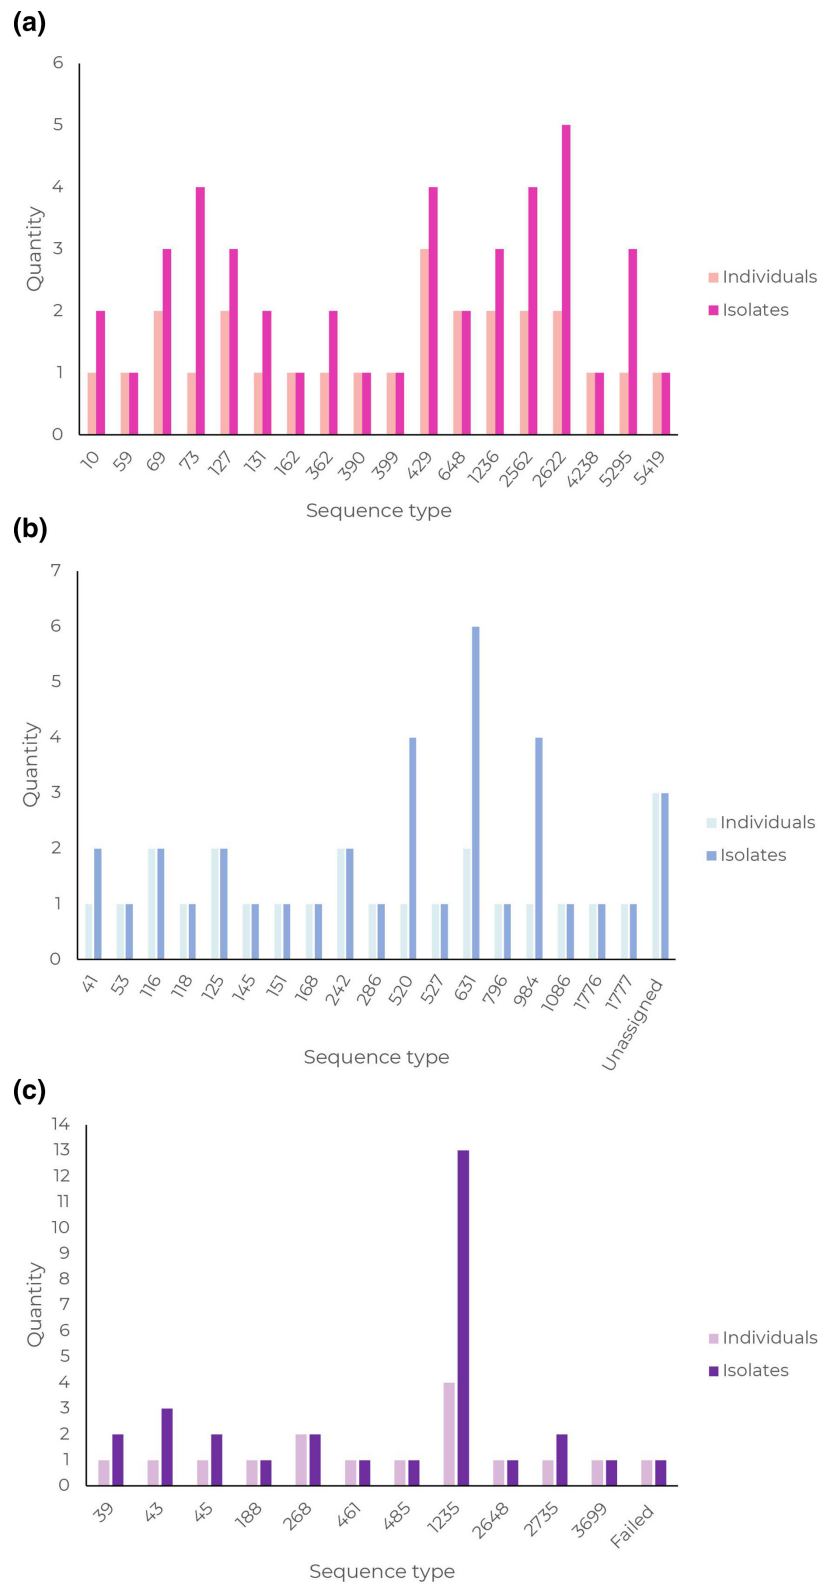 (a)
6
5
4
3
2
1
0
Quantity
Individuals
Isolates
10 59 69 73 127 131 162 362 390 399 429 648 1236 2562 2622 4238 5295 5419
Sequence type
(b)
7
6
5
4
3
2
1
0
Quantity
Individuals
Isolates
41 53 116 118 125 145 151 168 242 286 520 527 631 796 984 1086 1776 1777 Unassigned
Sequence type
(c)
14
13
12
11
10
9
8
7
6
5
4
3
2
1
0
Quantity
Individuals
Isolates
39 43 45 188 268 461 485 1235 2648 2735 3699 Failed
Sequence type